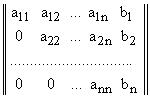 a₁₁ a₁₂ ... a₁ₙ b₁
0 a₂₂ ... a₂ₙ b₂
................................
0 0 ... aₙₙ bₙ